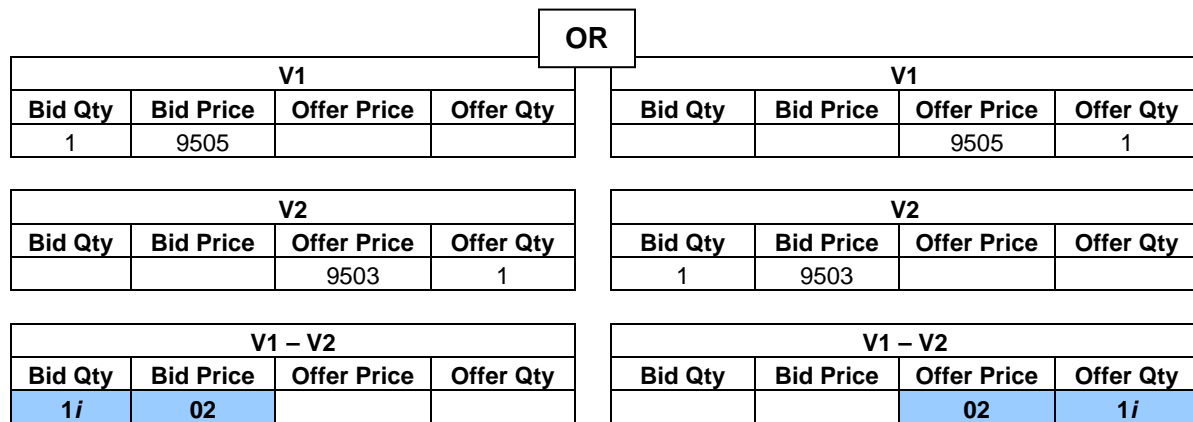 OR
V1
Bid Qty Bid Price Offer Price Offer Qty
1 9505
V2
Bid Qty Bid Price Offer Price Offer Qty
9503 1
V1 – V2
Bid Qty Bid Price Offer Price Offer Qty
1i 02
V1
Bid Qty Bid Price Offer Price Offer Qty
9505 1
V2
Bid Qty Bid Price Offer Price Offer Qty
1 9503
V1 – V2
Bid Qty Bid Price Offer Price Offer Qty
02 1i